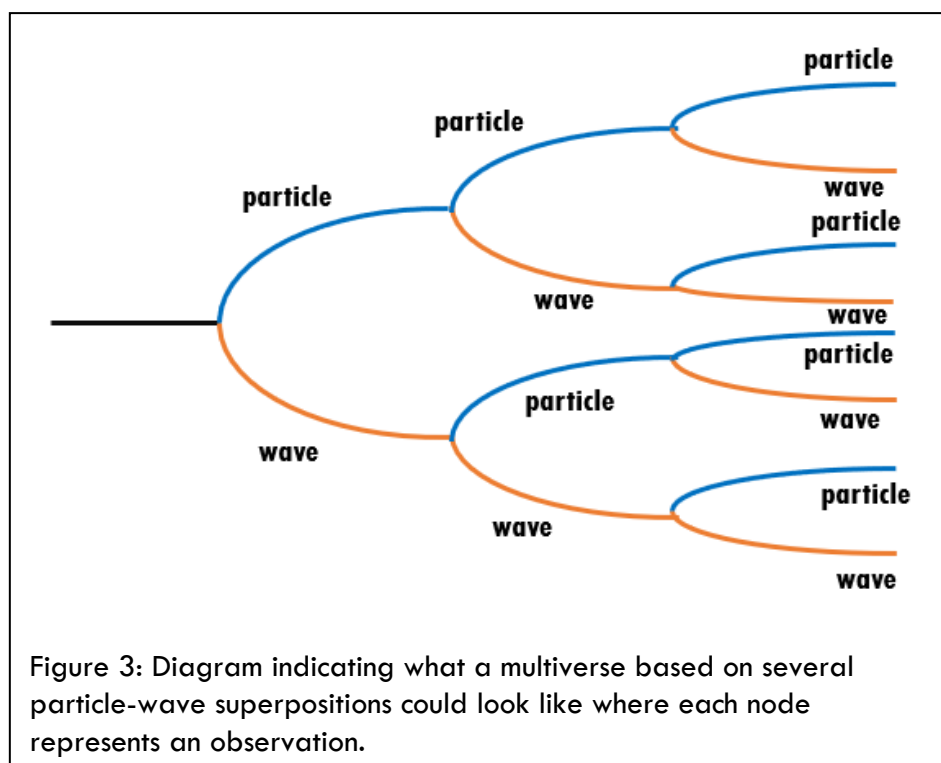 particle
particle
particle
wave
particle
wave
wave
particle
particle
wave
wave
particle
wave
wave
Figure 3: Diagram indicating what a multiverse based on several
particle-wave superpositions could look like where each node
represents an observation.